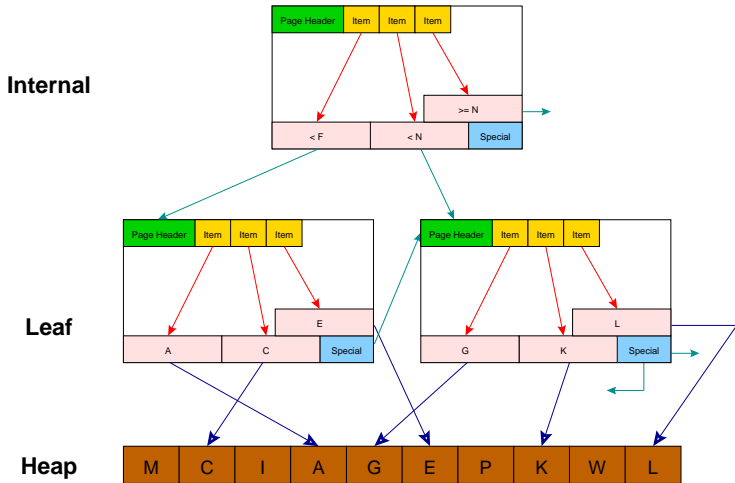 Page Header Item Item Item
Internal
>= N
< F < N Special
Page Header Item Item Item Page Header Item Item Item
Leaf
E L
A C Special G K Special
Heap M C I A G E P K W L